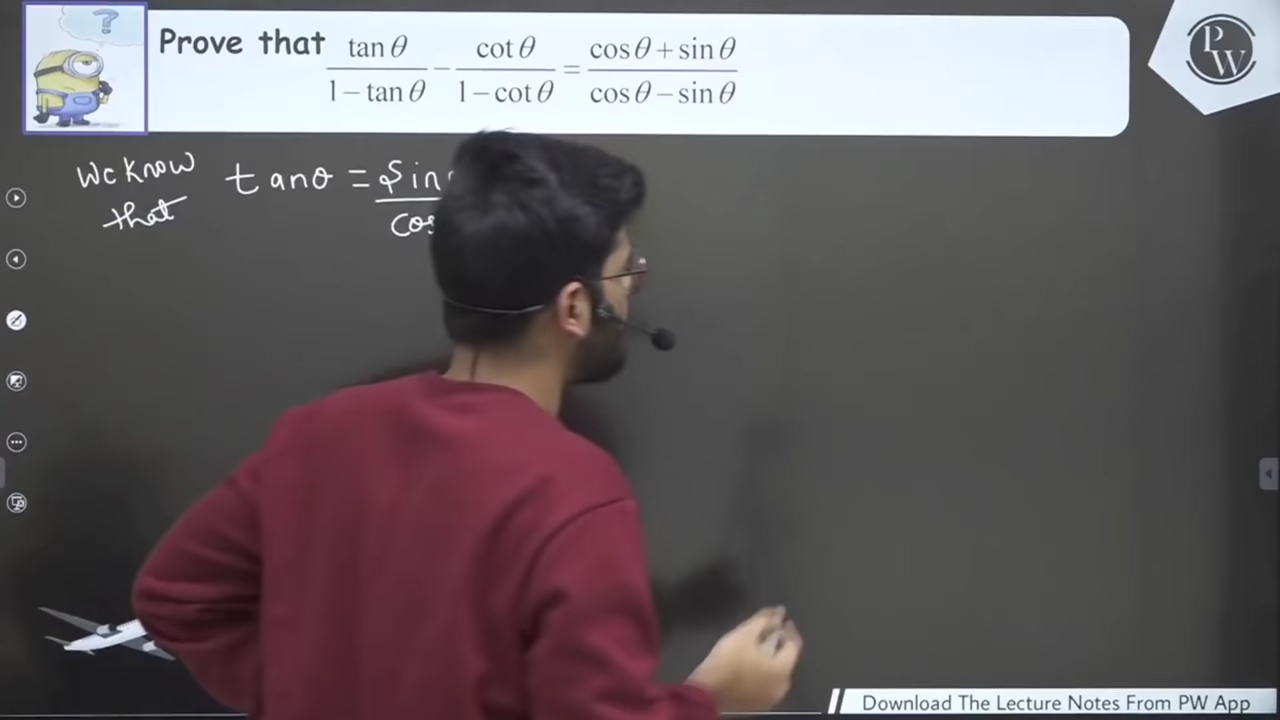 ?
Prove that tanθ/(1−tanθ) − cotθ/(1−cotθ) = (cosθ+sinθ)/(cosθ−sinθ)
PW
We know that
tanθ = Sin
cos
Download The Lecture Notes From PW App